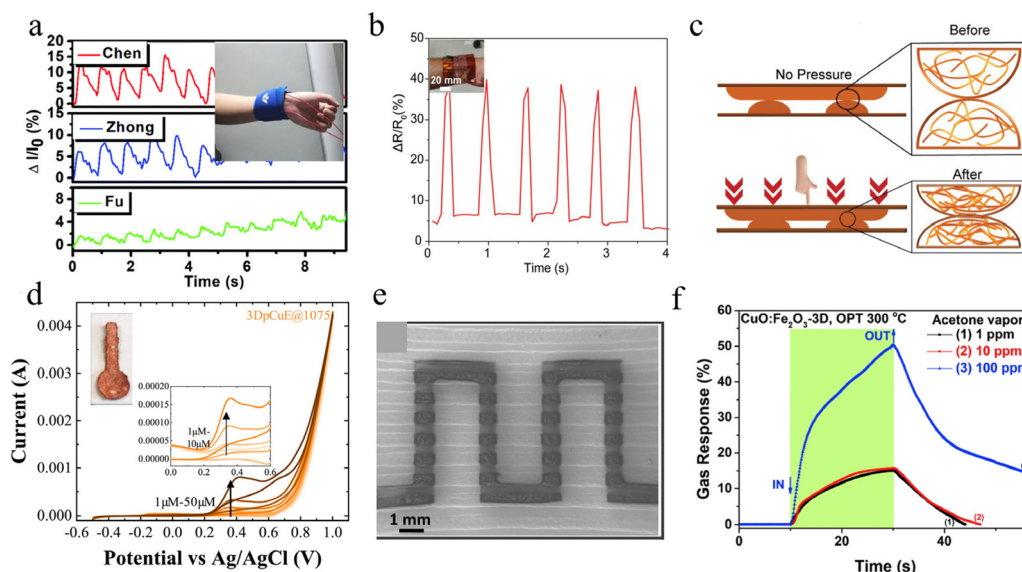 a
Chen
Zhong
Fu
Δ I/I0 (%)
20
15
10
5
0
15
10
5
0
8
4
0
0 2 4 6 8
Time (s)
b
20 mm
ΔR/R0(%)
50
40
30
20
10
0
0 1 2 3 4
Time (s)
c
Before
No Pressure
After
d
3DpCuE@1075
Current (A)
0.004
0.003
0.002
0.001
0.000
0.00020
0.00015
0.00010
0.00005
0.00000
1μM-
10μM
0.0 0.2 0.4 0.6
1μM-50μM
-0.6 -0.4 -0.2 0.0 0.2 0.4 0.6 0.8 1.0
Potential vs Ag/AgCl (V)
e
1 mm
f
CuO:Fe2O3-3D, OPT 300 °C
OUT
Acetone vapor
(1) 1 ppm
(2) 10 ppm
(3) 100 ppm
Gas Response (%)
60
50
40
30
20
10
0
IN
(1)
(2)
0 20 40
Time (s)